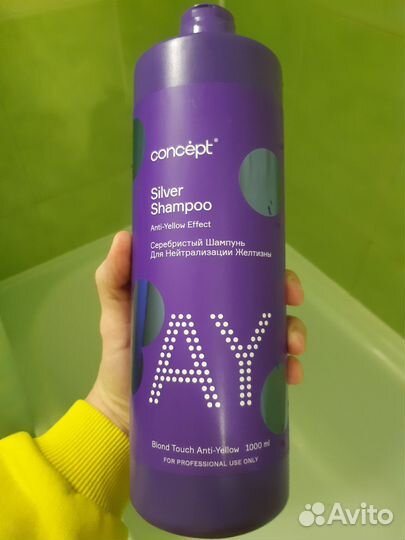 concépt®
Silver
Shampoo
Anti-Yellow Effect
Серебристый Шампунь
Для Нейтрализации Желтизны
AY
Blond Touch Anti-Yellow 1000 ml
FOR PROFESSIONAL USE ONLY
Avito